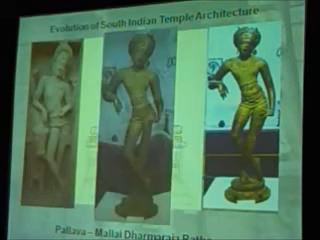 Evolution of South Indian Temple Architecture
Pallava – Mallai Dharmaraja Ratha